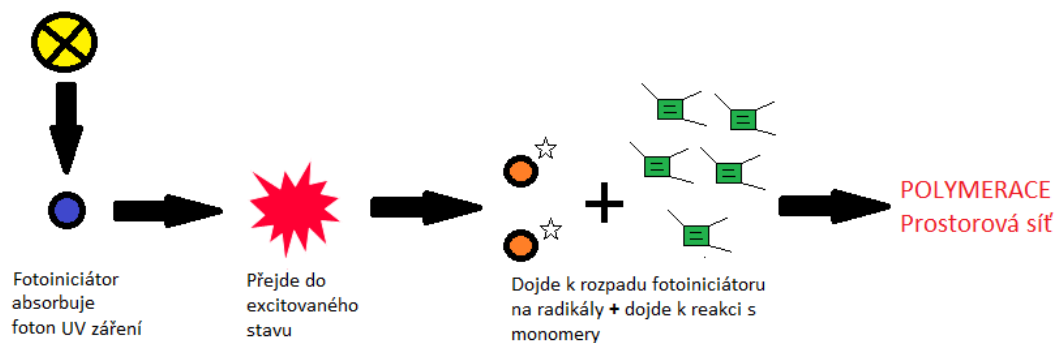 Fotoiniciátor
absorbuje
foton UV záření
Přejde do
excitovaného
stavu
Dojde k rozpadu fotoiniciátoru
na radikály + dojde k reakci s
monomery
POLYMERACE
Prostorová síť